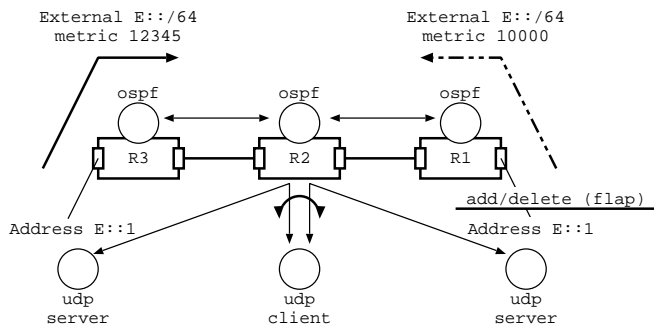 External E::/64
metric 12345
External E::/64
metric 10000
ospf
ospf
ospf
R3
R2
R1
add/delete (flap)
Address E::1
Address E::1
udp
server
udp
client
udp
server